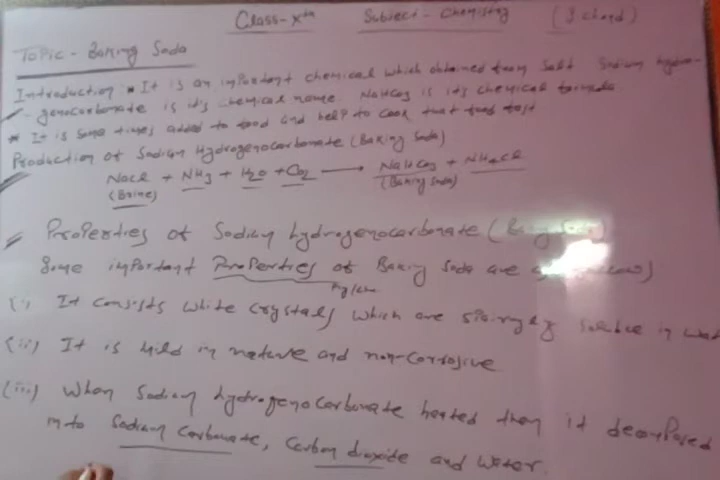 Class-Xth Subject- Chemistry
Topic- Baking Soda
Introduction It is an important chemical which obtained from Salt Sodium hydro-
genocarbonate is it's chemical name. NaHCO3 is it's chemical formula
* It is some times added to food and help to cook that food fast
Production of Sodium Hydrogenocarbonate (Baking Soda)
NaCl + NH3 + H2O + CO2 → NaHCO3 + NH4Cl
(Brine) (Baking Soda)
Properties of Sodium hydrogenocarbonate (
Some important Properties of Baking Soda are
(i) It consists white crystals which are sparingly soluble in
(ii) It is mild in nature and non-corrosive
(iii) When Sodium hydrogenocarbonate heated then it decomposed
into Sodium Carbonate, Carbon dioxide and water.